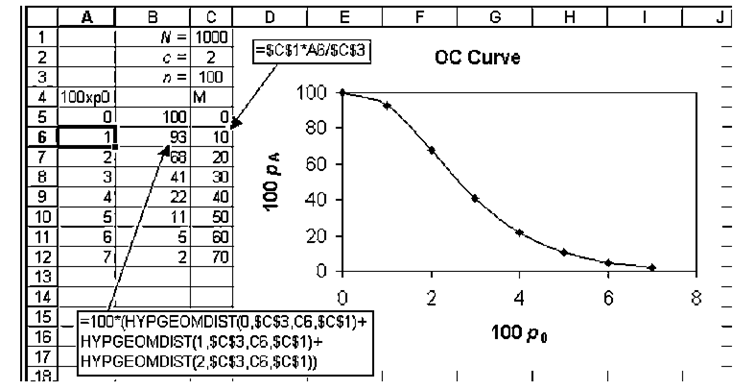 A B C D E F G H I J
1 N = 1000
2 c = 2
3 n = 100
4 100xp0 M
5 0 100 0
6 1 93 10
7 2 68 20
8 3 41 30
9 4 22 40
10 5 11 50
11 6 5 60
12 7 2 70
13
14
15
16
17
18
=$C$1*A6/$C$3
=100*(HYPGEOMDIST(0,$C$3,C6,$C$1)+
HYPGEOMDIST(1,$C$3,C6,$C$1)+
HYPGEOMDIST(2,$C$3,C6,$C$1))
OC Curve
100 pA
100
80
60
40
20
0
0 2 4 6 8
100 p0